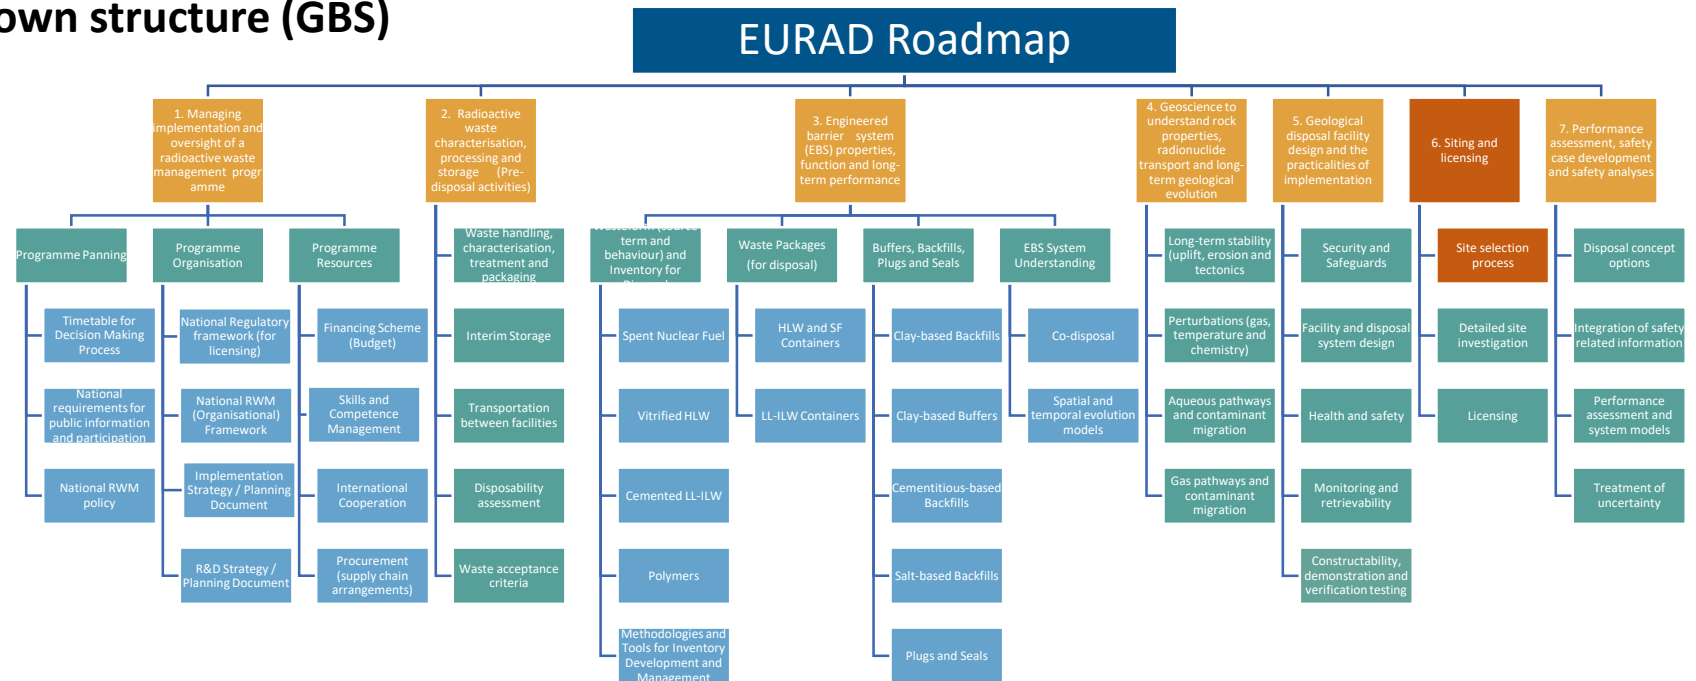 own structure (GBS)
EURAD Roadmap
1. Managing
implementation and
oversight of a
radioactive waste
management progr
amme
2. Radioactive
waste
characterisation,
processing and
storage (Pre-
disposal activities)
3. Engineered
barrier system
(EBS) properties,
function and long-
term performance
4. Geoscience to
understand rock
properties,
radionuclide
transport and long-
term geological
evolution
5. Geological
disposal facility
design and the
practicalities of
implementation
6. Siting and
licensing
7. Performance
assessment, safety
case development
and safety analyses
Programme Panning
Programme
Organisation
Programme
Resources
Waste handling,
characterisation,
treatment and
packaging
Wasteform (source
term and
behaviour) and
Inventory for
Waste Packages
(for disposal)
Buffers, Backfills,
Plugs and Seals
EBS System
Understanding
Long-term stability
(uplift, erosion and
tectonics
Security and
Safeguards
Site selection
process
Disposal concept
options
Timetable for
Decision Making
Process
National Regulatory
framework (for
licensing)
Financing Scheme
(Budget)
Interim Storage
Spent Nuclear Fuel
HLW and SF
Containers
Clay-based Backfills
Co-disposal
Perturbations (gas,
temperature and
chemistry)
Facility and disposal
system design
Detailed site
investigation
Integration of safety
related information
National
requirements for
public information
and participation
National RWM
(Organisational)
Framework
Skills and
Competence
Management
Transportation
between facilities
Vitrified HLW
LL-ILW Containers
Clay-based Buffers
Spatial and
temporal evolution
models
Aqueous pathways
and contaminant
migration
Health and safety
Licensing
Performance
assessment and
system models
National RWM
policy
Implementation
Strategy / Planning
Document
International
Cooperation
Disposability
assessment
Cemented LL-ILW
Cementitious-based
Backfills
Gas pathways and
contaminant
migration
Monitoring and
retrievability
Treatment of
uncertainty
R&D Strategy /
Planning Document
Procurement
(supply chain
arrangements)
Waste acceptance
criteria
Polymers
Salt-based Backfills
Constructability,
demonstration and
verification testing
Methodologies and
Tools for Inventory
Development and
Management
Plugs and Seals